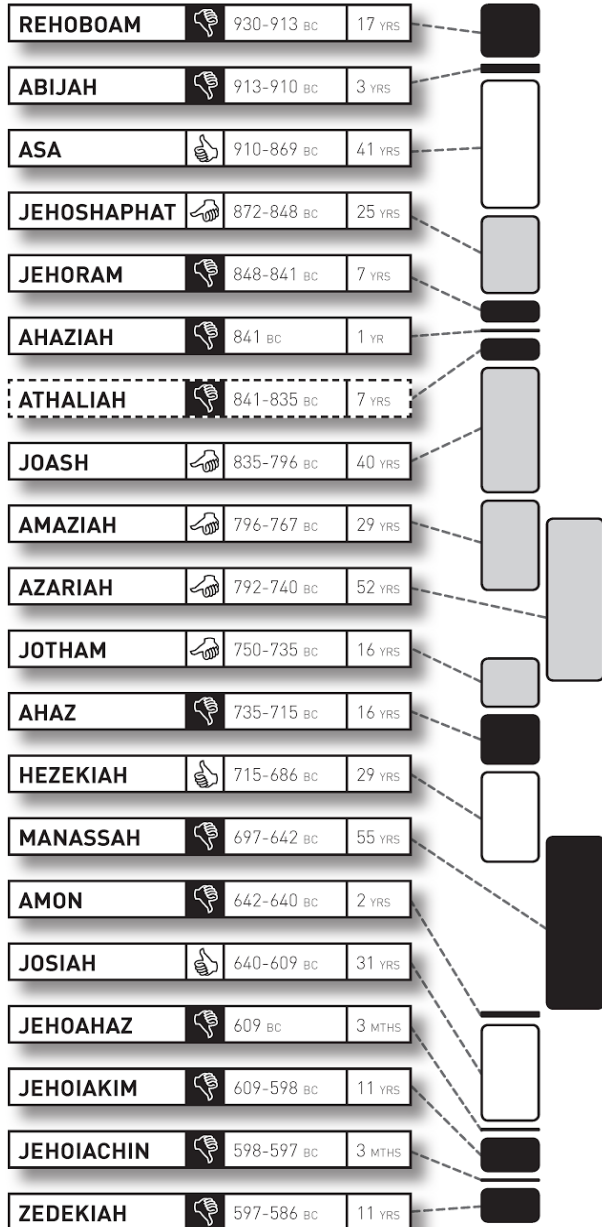 REHOBOAM 930-913 BC 17 YRS
ABIJAH 913-910 BC 3 YRS
ASA 910-869 BC 41 YRS
JEHOSHAPHAT 872-848 BC 25 YRS
JEHORAM 848-841 BC 7 YRS
AHAZIAH 841 BC 1 YR
ATHALIAH 841-835 BC 7 YRS
JOASH 835-796 BC 40 YRS
AMAZIAH 796-767 BC 29 YRS
AZARIAH 792-740 BC 52 YRS
JOTHAM 750-735 BC 16 YRS
AHAZ 735-715 BC 16 YRS
HEZEKIAH 715-686 BC 29 YRS
MANASSAH 697-642 BC 55 YRS
AMON 642-640 BC 2 YRS
JOSIAH 640-609 BC 31 YRS
JEHOAHAZ 609 BC 3 MTHS
JEHOIAKIM 609-598 BC 11 YRS
JEHOIACHIN 598-597 BC 3 MTHS
ZEDEKIAH 597-586 BC 11 YRS